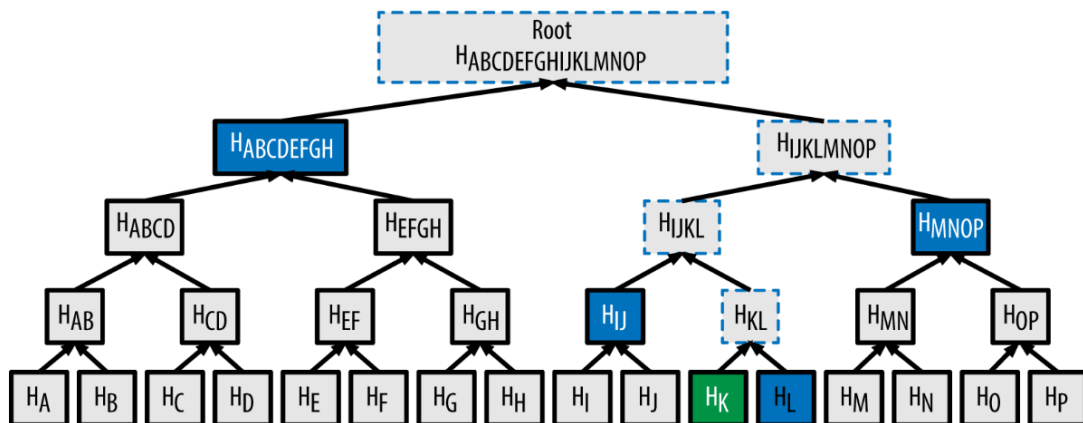 Root
HABCDEFGHIJKLMNOP
HABCDEFGH HIJKLMNOP
HABCD HEFGH HIJKL HMNOP
HAB HCD HEF HGH HIJ HKL HMN HOP
HA HB HC HD HE HF HG HH HI HJ HK HL HM HN HO HP